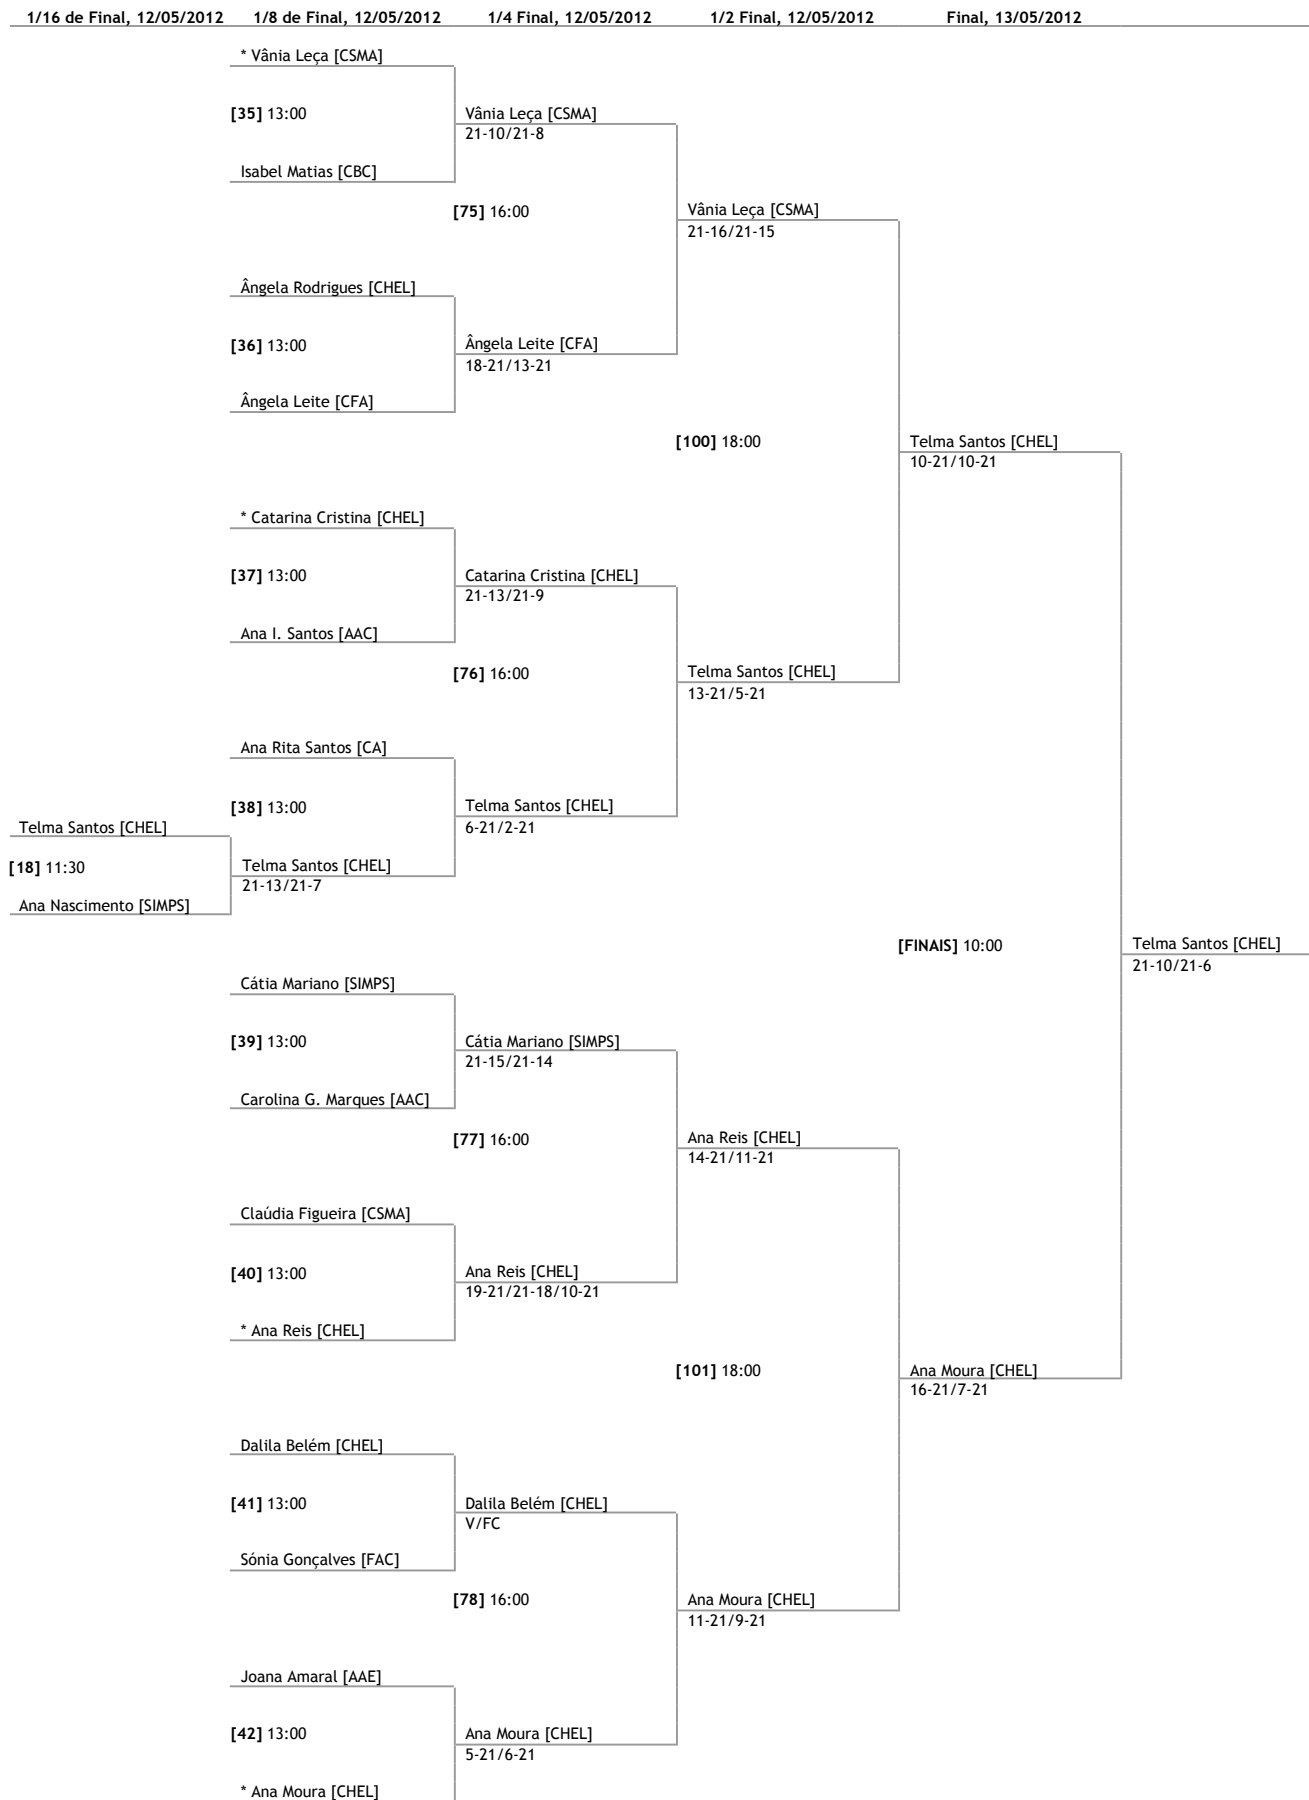 1/16 de Final, 12/05/2012 1/8 de Final, 12/05/2012 1/4 Final, 12/05/2012 1/2 Final, 12/05/2012 Final, 13/05/2012
* Vânia Leça [CSMA]
[35] 13:00 Vânia Leça [CSMA]
21-10/21-8
Isabel Matias [CBC]
[75] 16:00 Vânia Leça [CSMA]
21-16/21-15
Ângela Rodrigues [CHEL]
[36] 13:00 Ângela Leite [CFA]
18-21/13-21
Ângela Leite [CFA]
[100] 18:00 Telma Santos [CHEL]
10-21/10-21
* Catarina Cristina [CHEL]
[37] 13:00 Catarina Cristina [CHEL]
21-13/21-9
Ana I. Santos [AAC]
[76] 16:00 Telma Santos [CHEL]
13-21/5-21
Ana Rita Santos [CA]
[38] 13:00 Telma Santos [CHEL]
Telma Santos [CHEL] 6-21/2-21
[18] 11:30 Telma Santos [CHEL]
21-13/21-7
Ana Nascimento [SIMPS]
[FINAIS] 10:00 Telma Santos [CHEL]
21-10/21-6
Cátia Mariano [SIMPS]
[39] 13:00 Cátia Mariano [SIMPS]
21-15/21-14
Carolina G. Marques [AAC]
[77] 16:00 Ana Reis [CHEL]
14-21/11-21
Claúdia Figueira [CSMA]
[40] 13:00 Ana Reis [CHEL]
19-21/21-18/10-21
* Ana Reis [CHEL]
[101] 18:00 Ana Moura [CHEL]
16-21/7-21
Dalila Belém [CHEL]
[41] 13:00 Dalila Belém [CHEL]
V/FC
Sónia Gonçalves [FAC]
[78] 16:00 Ana Moura [CHEL]
11-21/9-21
Joana Amaral [AAE]
[42] 13:00 Ana Moura [CHEL]
5-21/6-21
* Ana Moura [CHEL]